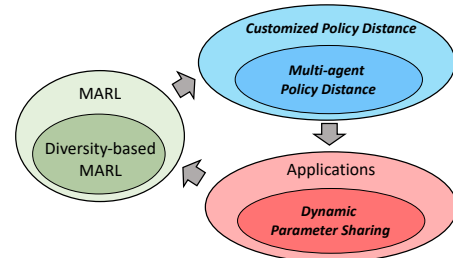 Customized Policy Distance
Multi-agent
Policy Distance
MARL
Diversity-based
MARL
Applications
Dynamic
Parameter Sharing